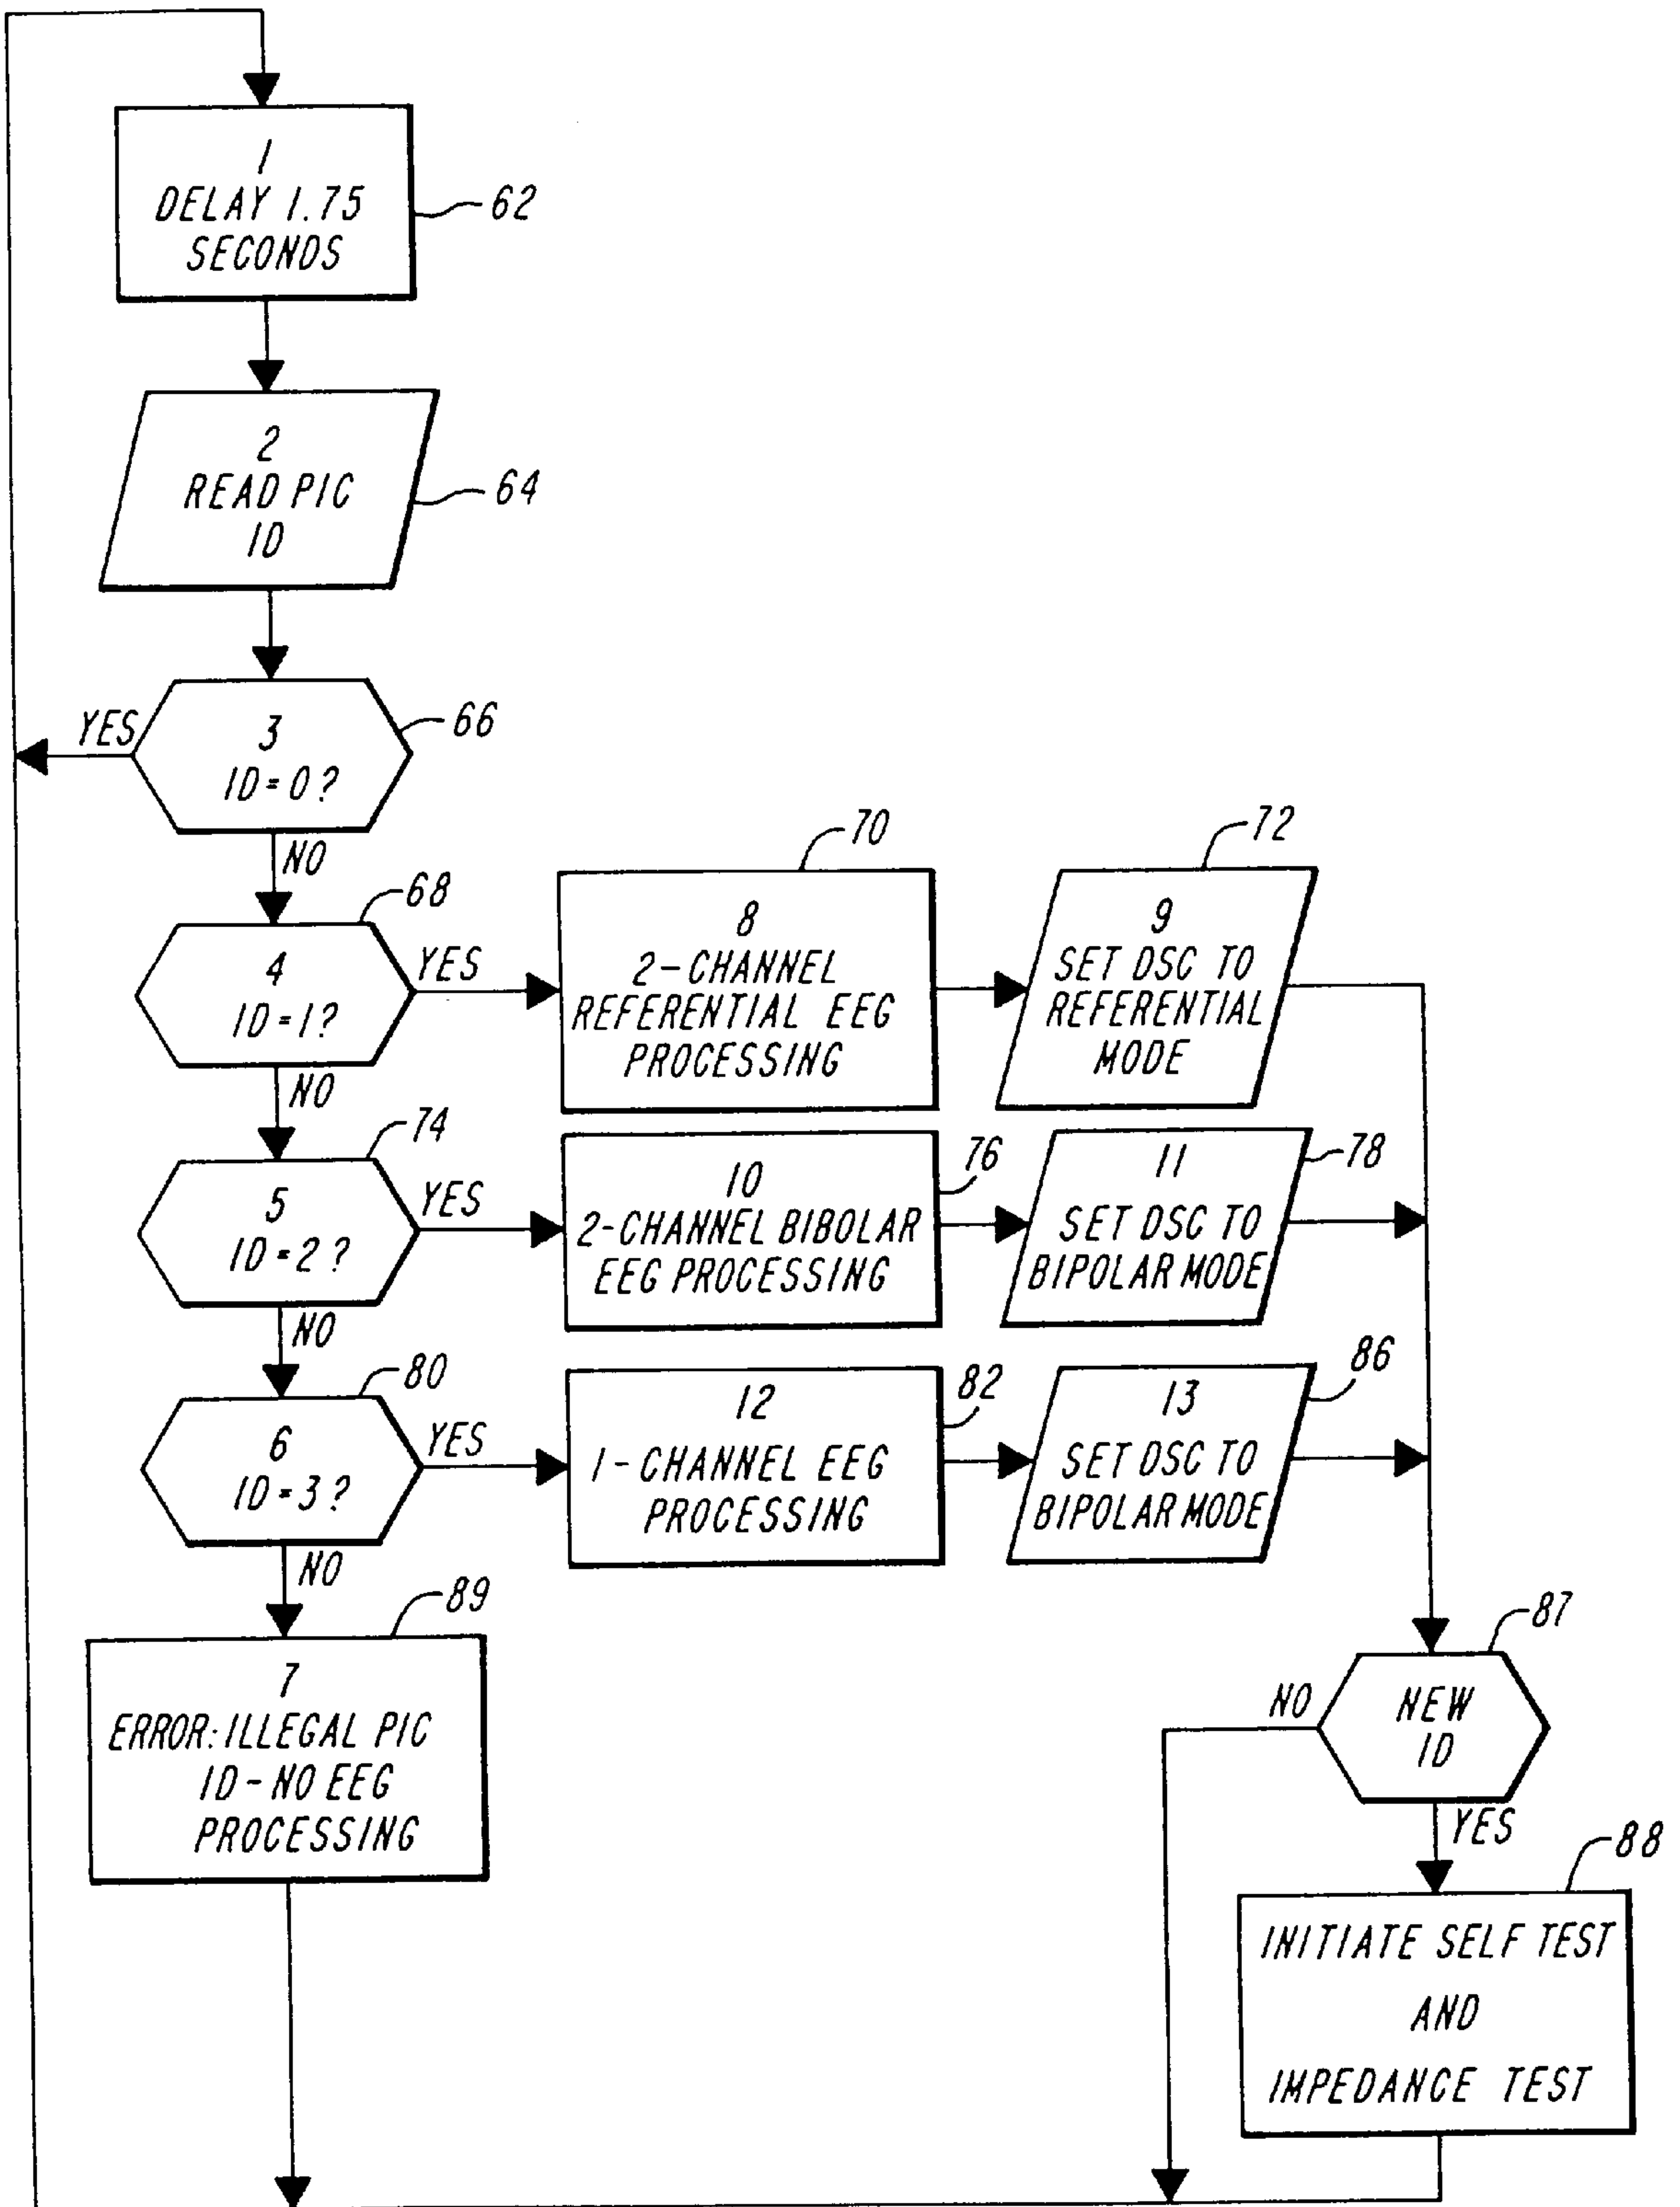 1
DELAY 1.75
SECONDS
62
2
READ PIC
ID
64
3
ID=0?
66
YES
NO
68
4
ID=1?
YES
70
8
2-CHANNEL
REFERENTIAL EEG
PROCESSING
72
9
SET DSC TO
REFERENTIAL
MODE
NO
74
5
ID=2?
YES
76
10
2-CHANNEL BIBOLAR
EEG PROCESSING
78
11
SET DSC TO
BIPOLAR MODE
NO
80
6
ID=3?
YES
82
12
1-CHANNEL EEG
PROCESSING
86
13
SET DSC TO
BIPOLAR MODE
NO
89
7
ERROR: ILLEGAL PIC
ID-NO EEG
PROCESSING
87
NEW
ID
NO
YES
88
INITIATE SELF TEST
AND
IMPEDANCE TEST